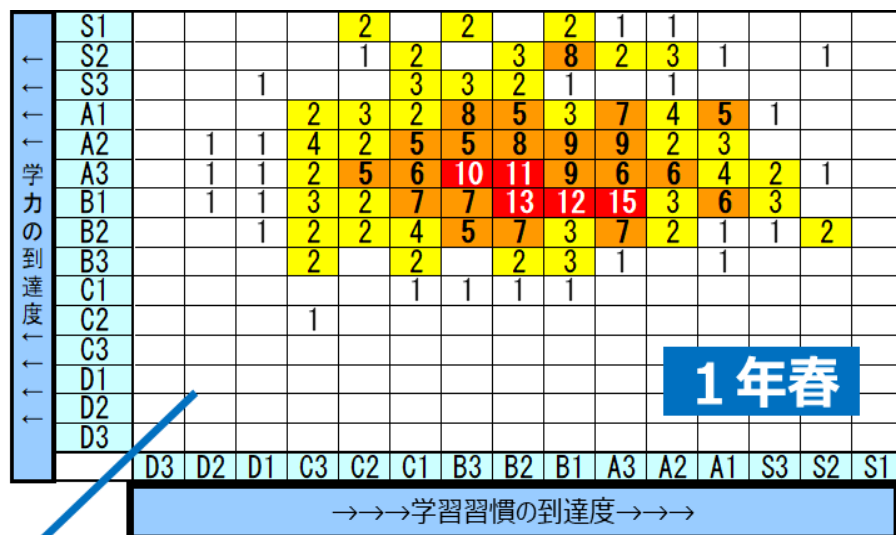 S1 2 2 2 1 1
S2 1 2 3 8 2 3 1 1
S3 1 3 3 2 1 1
A1 2 3 2 8 5 3 7 4 5 1
A2 1 1 4 2 5 5 8 9 9 2 3
A3 1 1 2 5 6 10 11 9 6 6 4 2 1
B1 1 1 3 2 7 7 13 12 15 3 6 3
B2 1 2 2 4 5 7 3 7 2 1 1 2
B3 2 2 2 3 1 1
C1 1 1 1 1
C2 1
C3
D1
D2
D3
←←←←学力の到達度←←←←
1年春
D3 D2 D1 C3 C2 C1 B3 B2 B1 A3 A2 A1 S3 S2 S1
→→→学習習慣の到達度→→→